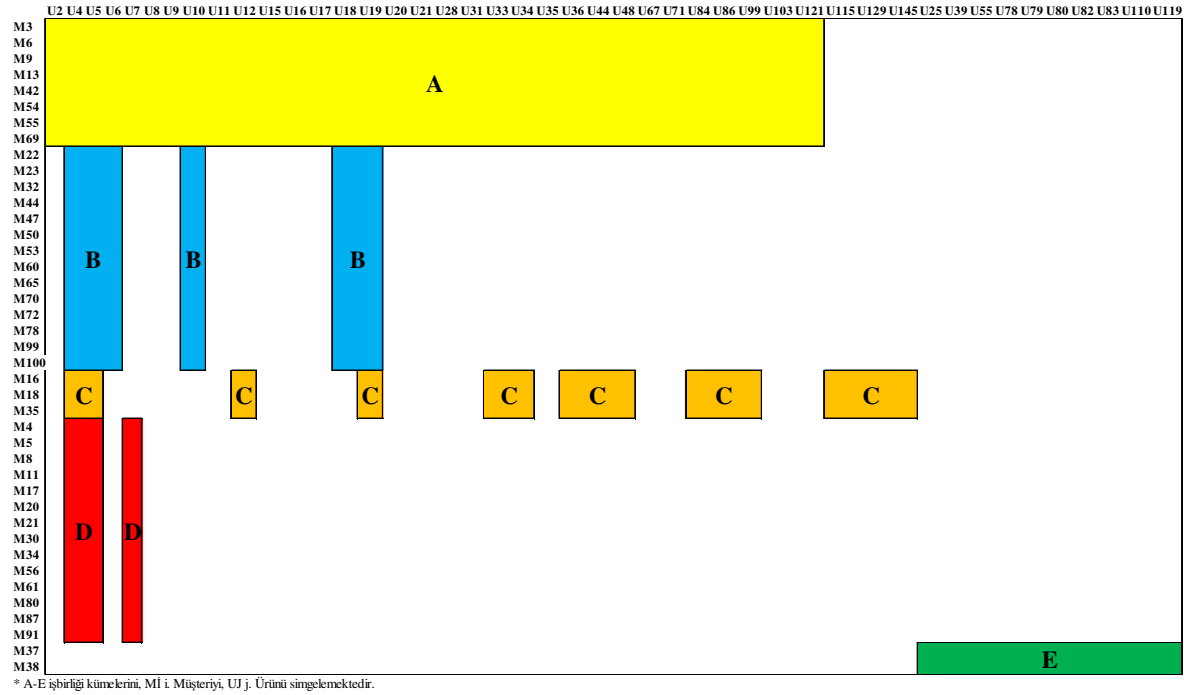 U2 U4 U5 U6 U7 U8 U9 U10 U11 U12 U15 U16 U17 U18 U19 U20 U21 U28 U31 U33 U34 U36 U44 U48 U67 U71 U84 U86 U99 U103 U121 U115 U129 U145 U25 U39 U55 U78 U79 U80 U82 U83 U110 U119
M3
M6
M9
M13
M42
A
M54
M55
M69
M22
M23
M32
M44
M47
M50
M53
B B B
M60
M65
M70
M72
M78
M99
M100
M16
M18
C C C C C C C
M35
M4
M5
M8
M11
M17
M20
M21
D D
M30
M34
M56
M61
M80
M87
M91
M37
E
M38
* A-E işbirliği kümelerini, Mİ i. Müşteriyi, UJ j. Ürünü simgelemektedir.